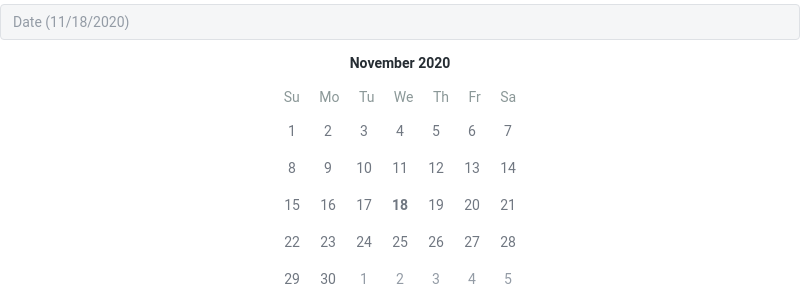 Date (11/18/2020)
November 2020
Su Mo Tu We Th Fr Sa
1 2 3 4 5 6 7
8 9 10 11 12 13 14
15 16 17 18 19 20 21
22 23 24 25 26 27 28
29 30 1 2 3 4 5